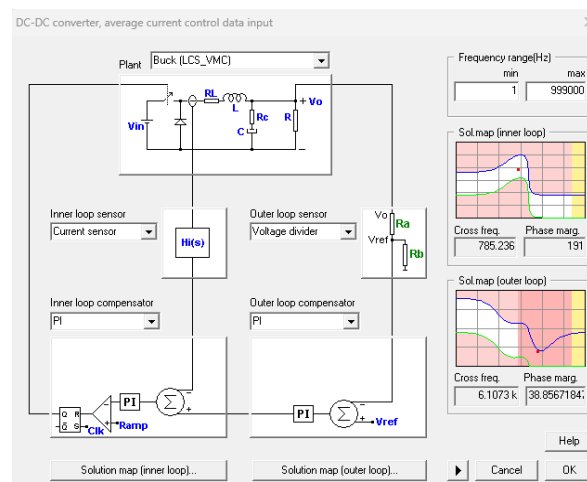 DC-DC converter, average current control data input
Plant
Buck (LCS_VMC)
RL
L
Vo
Vin
Rc
C
R
Inner loop sensor
Current sensor
Hi(s)
Outer loop sensor
Voltage divider
Vo
Ra
Vref
Rb
Inner loop compensator
PI
Outer loop compensator
PI
PI
Σ
Q R
Q̅ S
Clk
Ramp
PI
Σ
Vref
Solution map (inner loop)...
Solution map (outer loop)...
Frequency range(Hz)
min max
1 999000
Sol.map (inner loop)
Cross freq. Phase marg.
785.236 191
Sol.map (outer loop)
Cross freq. Phase marg.
6.1073 k 38.8567184
Help
Cancel
OK